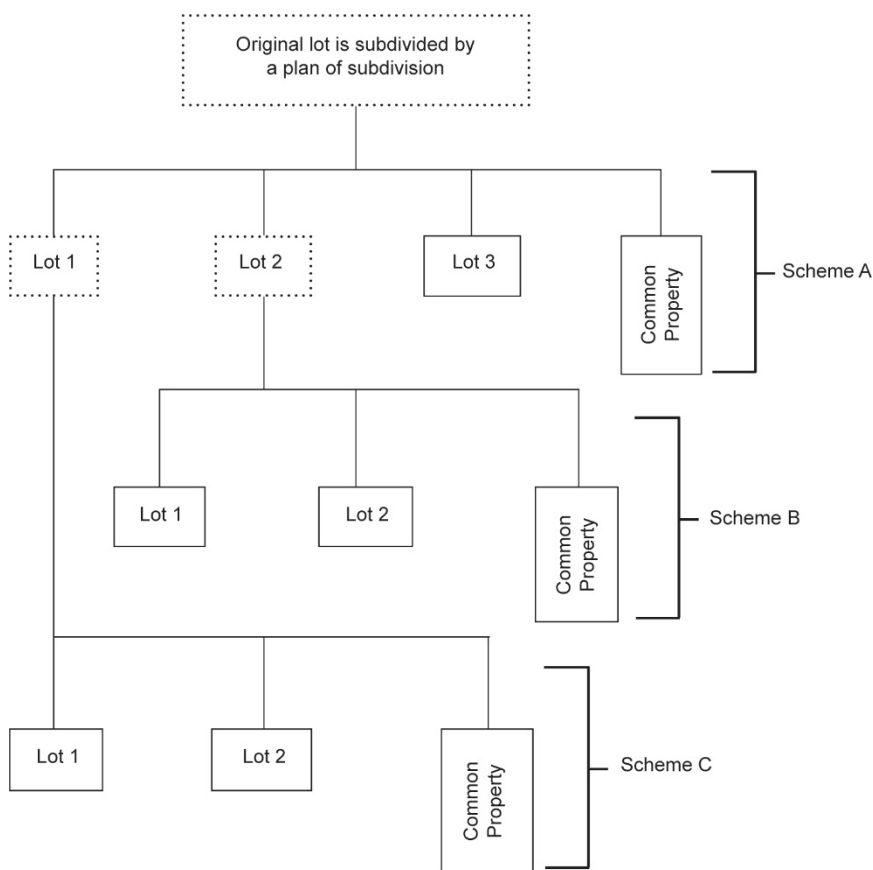 Original lot is subdivided by
a plan of subdivision
Lot 1
Lot 2
Lot 3
Common
Property
Scheme A
Lot 1
Lot 2
Common
Property
Scheme B
Lot 1
Lot 2
Common
Property
Scheme C